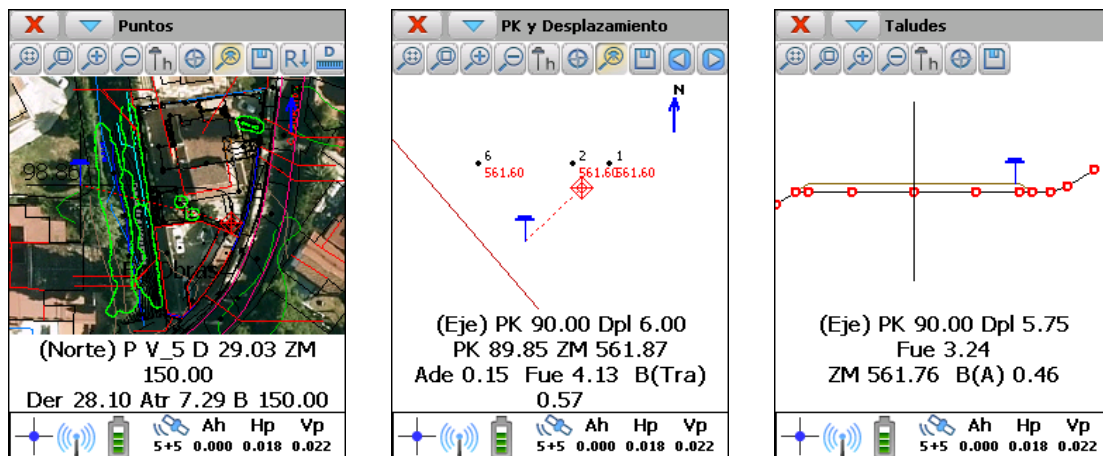 Puntos
h
R
D
98.86
(Norte) P V_5 D 29.03 ZM
150.00
Der 28.10 Atr 7.29 B 150.00
5+5
Ah Hp Vp
0.000 0.018 0.022
PK y Desplazamiento
h
N
6
561.60
2
561.60
1
561.60
(Eje) PK 90.00 Dpl 6.00
PK 89.85 ZM 561.87
Ade 0.15 Fue 4.13 B(Tra)
0.57
5+5
Ah Hp Vp
0.000 0.018 0.022
Taludes
h
(Eje) PK 90.00 Dpl 5.75
Fue 3.24
ZM 561.76 B(A) 0.46
5+5
Ah Hp Vp
0.000 0.018 0.022